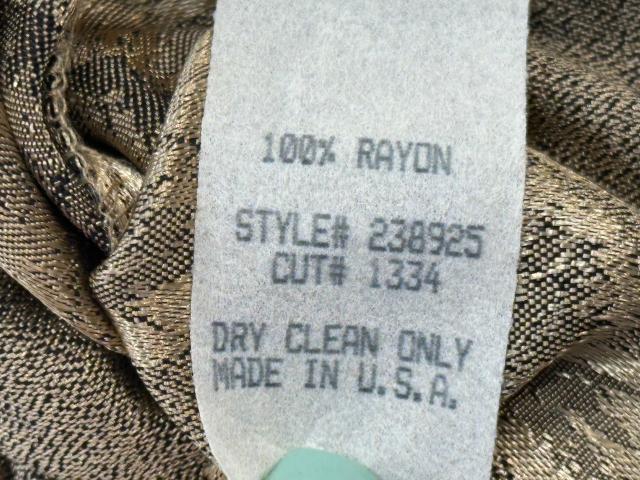 100% RAYON
STYLE# 238925
CUT# 1334
DRY CLEAN ONLY
MADE IN U.S.A.